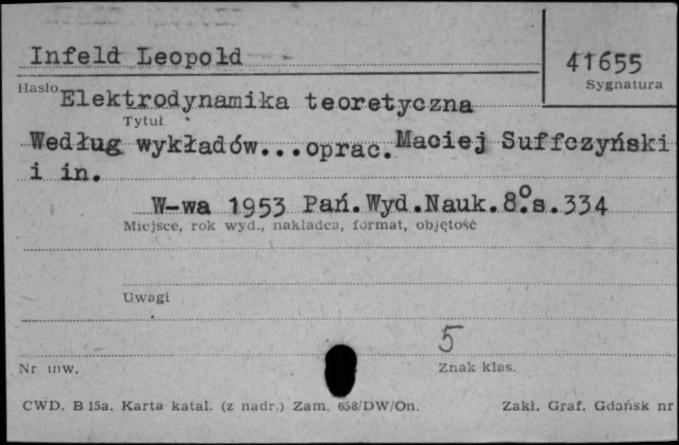 Infeld Leopold
41655
Sygnatura
Hasło
Elektrodynamika teoretyczna
Tytuł
Według wykładów...oprac.Maciej Suffczyński
i in.
W-wa 1953 Pań.Wyd.Nauk.8°.s.334
Miejsce, rok wyd., nakładca, format, objętość
Uwagi
5
Nr inw.
Znak klas.
CWD. B 15a. Karta katal. (z nadr.) Zam. 658/DW/On.
Zakł. Graf. Gdańsk nr